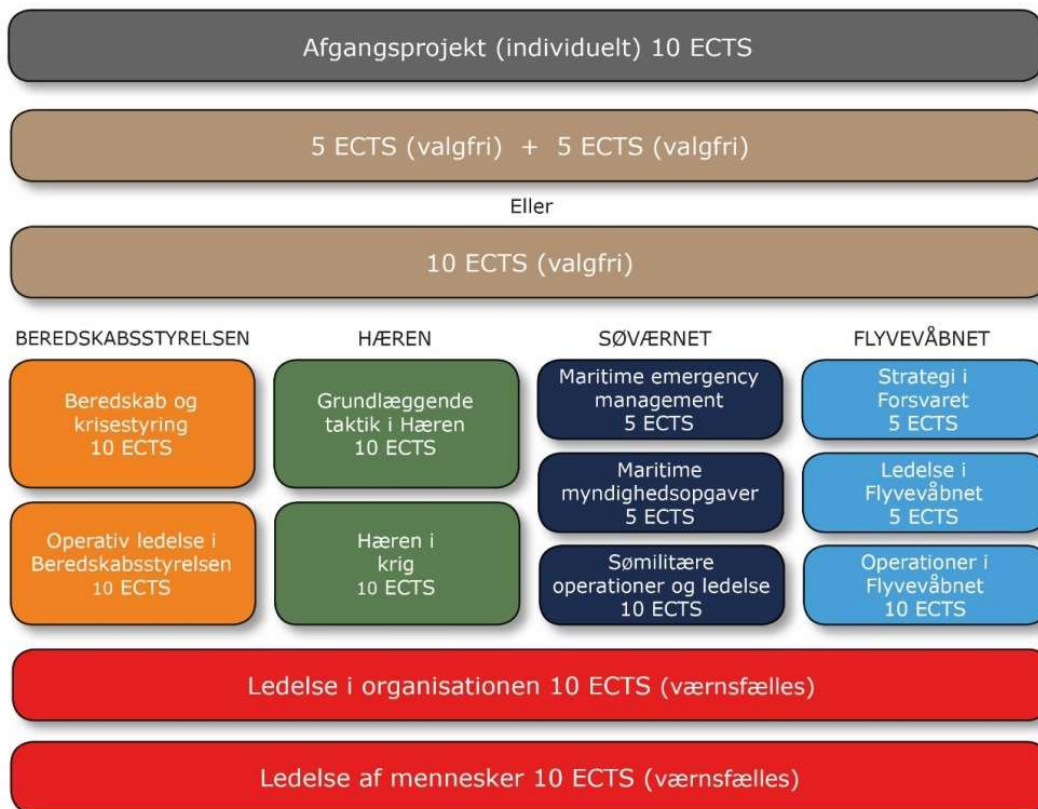 Afgangsprojekt (individuelt) 10 ECTS
5 ECTS (valgfri) + 5 ECTS (valgfri)
Eller
10 ECTS (valgfri)
BEREDSKABSSTYRELSEN
Beredskab og
krisestyring
10 ECTS
Operativ ledelse i
Beredskabsstyrelsen
10 ECTS
HÆREN
Grundlæggende
taktik i Hæren
10 ECTS
Hæren i
krig
10 ECTS
SØVÆRNET
Maritime emergency
management
5 ECTS
Maritime
myndighedsopgaver
5 ECTS
Sømilitære
operationer og ledelse
10 ECTS
FLYVEVÅBNET
Strategi i
Forsvaret
5 ECTS
Ledelse i
Flyvevåbnet
5 ECTS
Operationer i
Flyvevåbnet
10 ECTS
Ledelse i organisationen 10 ECTS (værnsfælles)
Ledelse af mennesker 10 ECTS (værnsfælles)